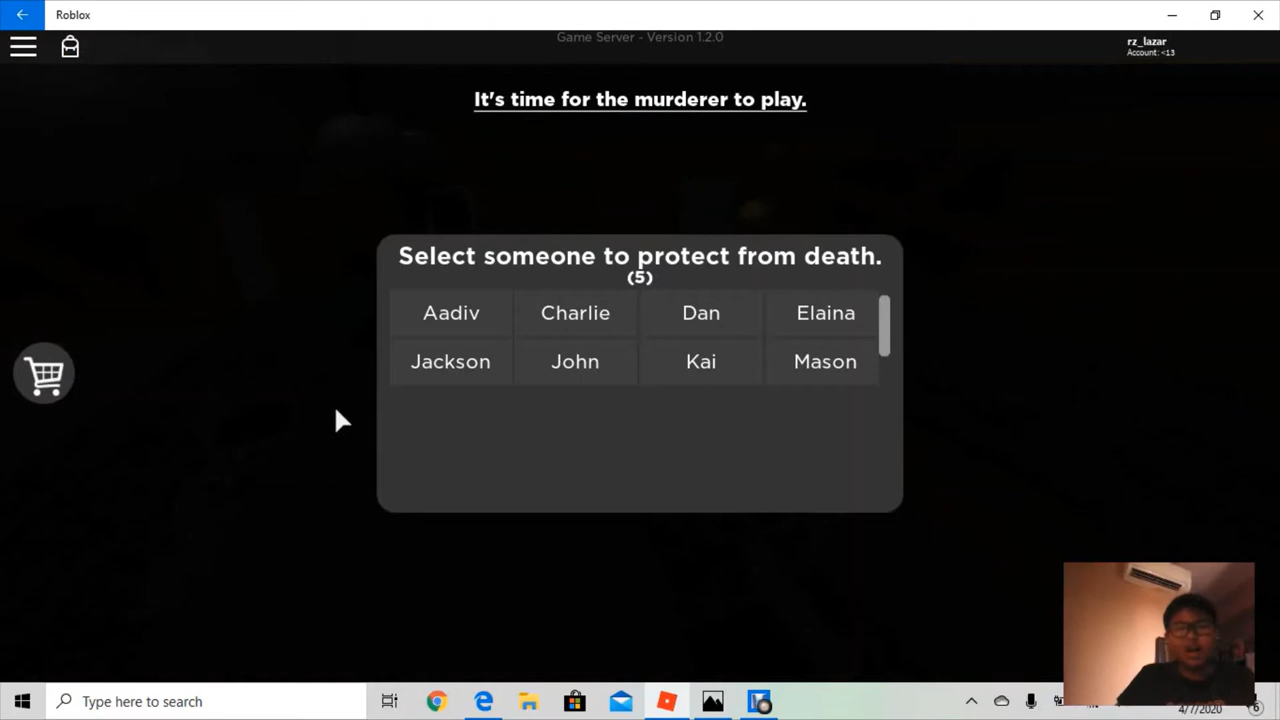 Roblox
Game Server - Version 1.2.0
rz_lazar
Account: <13
It's time for the murderer to play.
Select someone to protect from death.
(5)
Aadiv Charlie Dan Elaina
Jackson John Kai Mason
Type here to search
4/7/2020
6